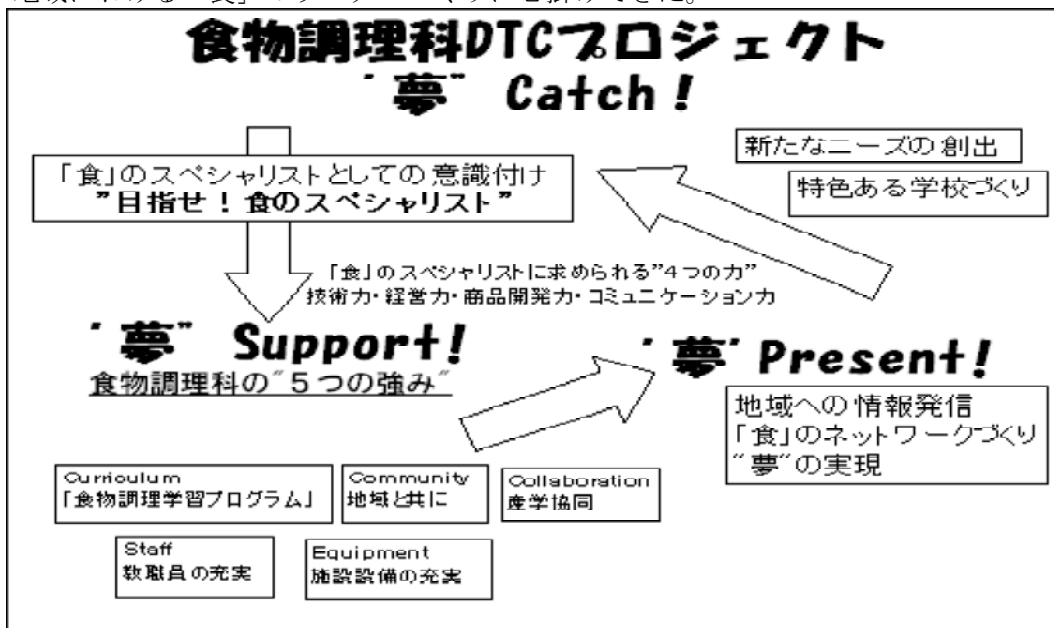 食物調理科DTCプロジェクト
"夢" Catch!
新たなニーズの創出
特色ある学校づくり
「食」のスペシャリストとしての意識付け
"目指せ!食のスペシャリスト"
「食」のスペシャリストに求められる"4つの力"
技術力・経営力・商品開発力・コミュニケーション力
"夢" Support!
食物調理科の"5つの強み"
"夢" Present!
地域への情報発信
「食」のネットワークづくり
"夢"の実現
Curriculum
「食物調理学習プログラム」
Community
地域と共に
Collaboration
産学協同
Staff
教職員の充実
Equipment
施設設備の充実